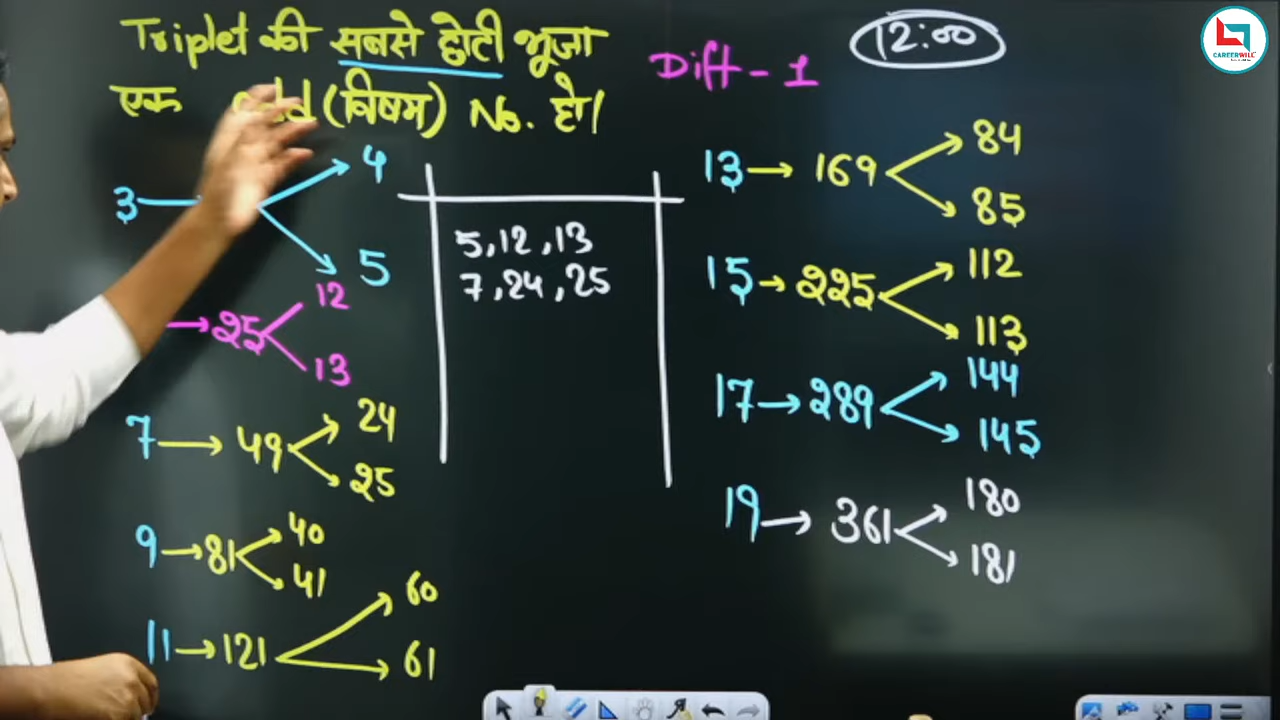 Triplet की सबसे छोटी भूजा
एक odd (विषम) No. हो।
Diff - 1
12:00
CAREERWILL
3 → 4
5
→ 25 12
13
7 → 49 24
25
9 → 81 40
41
11 → 121 60
61
5, 12, 13
7, 24, 25
13 → 169 84
85
15 → 225 112
113
17 → 289 144
145
19 → 361 180
181